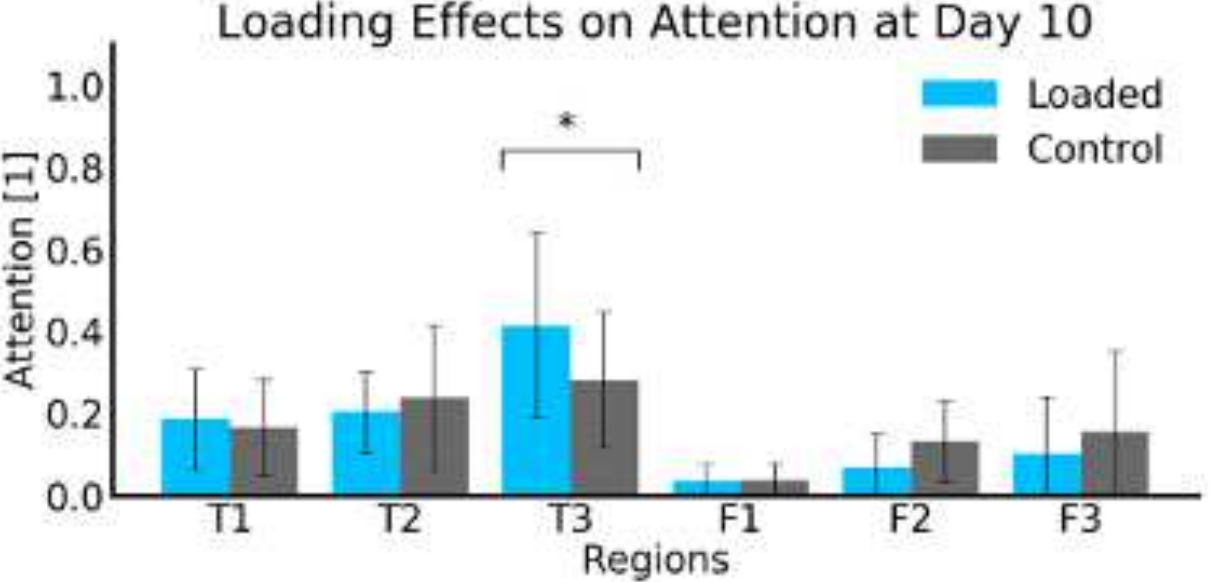 Loading Effects on Attention at Day 10
Loaded
Control
*
Attention [1]
1.0
0.8
0.6
0.4
0.2
0.0
T1 T2 T3 F1 F2 F3
Regions